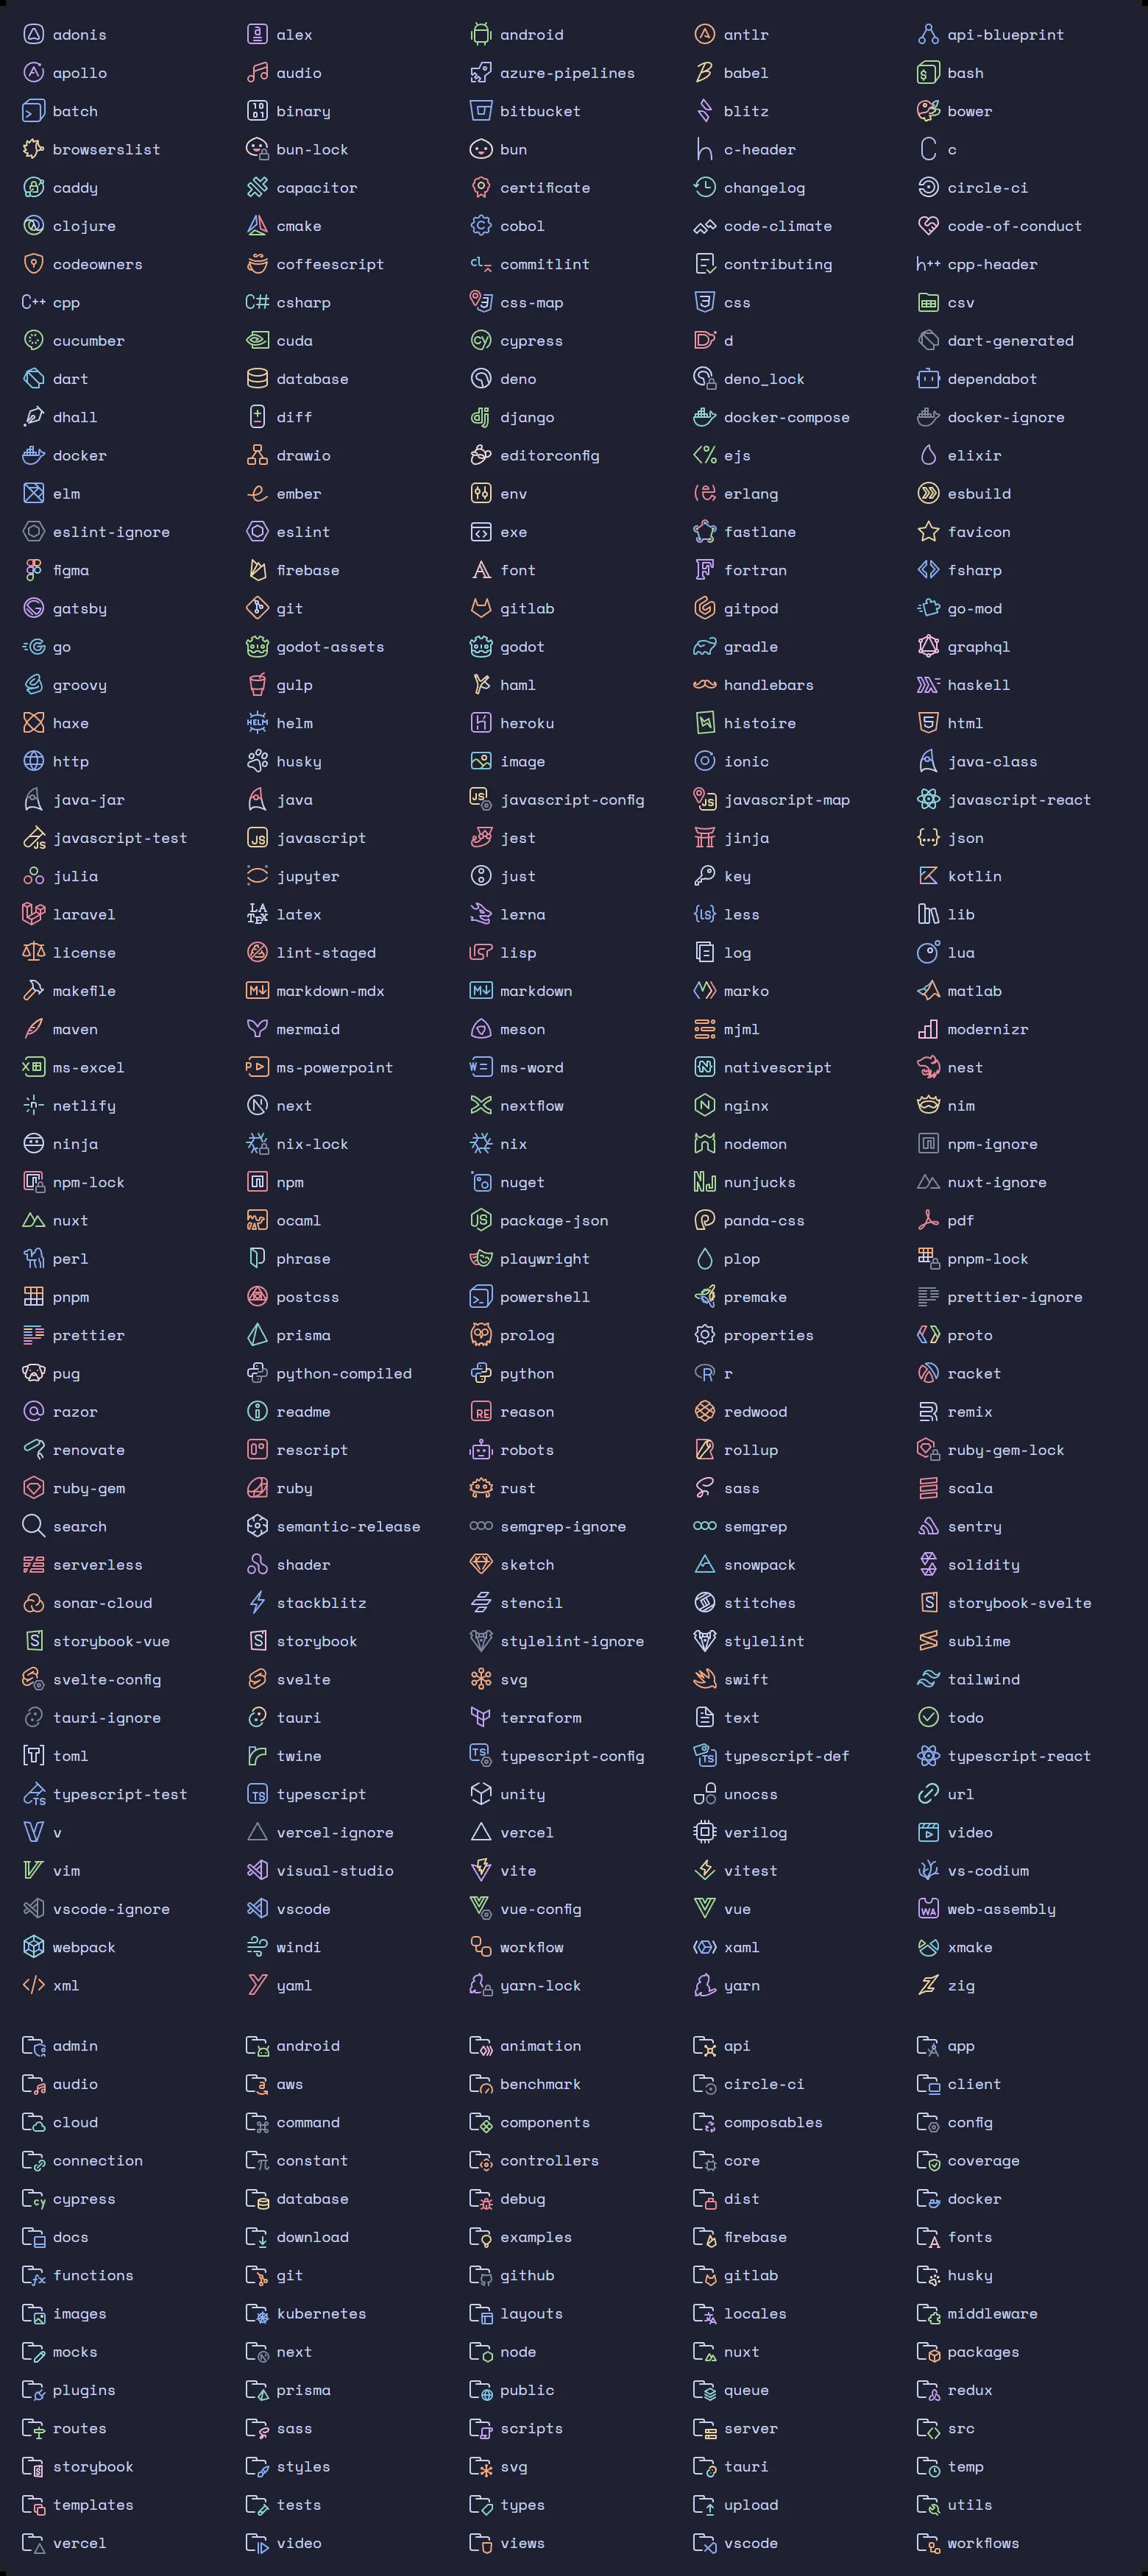 adonis alex android antlr api-blueprint
apollo audio azure-pipelines babel bash
batch binary bitbucket blitz bower
browserslist bun-lock bun c-header c
caddy capacitor certificate changelog circle-ci
clojure cmake cobol code-climate code-of-conduct
codeowners coffeescript commitlint contributing cpp-header
cpp csharp css-map css csv
cucumber cuda cypress d dart-generated
dart database deno deno_lock dependabot
dhall diff django docker-compose docker-ignore
docker drawio editorconfig ejs elixir
elm ember env erlang esbuild
eslint-ignore eslint exe fastlane favicon
figma firebase font fortran fsharp
gatsby git gitlab gitpod go-mod
go godot-assets godot gradle graphql
groovy gulp haml handlebars haskell
haxe helm heroku histoire html
http husky image ionic java-class
java-jar java javascript-config javascript-map javascript-react
javascript-test javascript jest jinja json
julia jupyter just key kotlin
laravel latex lerna less lib
license lint-staged lisp log lua
makefile markdown-mdx markdown marko matlab
maven mermaid meson mjml modernizr
ms-excel ms-powerpoint ms-word nativescript nest
netlify next nextflow nginx nim
ninja nix-lock nix nodemon npm-ignore
npm-lock npm nuget nunjucks nuxt-ignore
nuxt ocaml package-json panda-css pdf
perl phrase playwright plop pnpm-lock
pnpm postcss powershell premake prettier-ignore
prettier prisma prolog properties proto
pug python-compiled python r racket
razor readme reason redwood remix
renovate rescript robots rollup ruby-gem-lock
ruby-gem ruby rust sass scala
search semantic-release semgrep-ignore semgrep sentry
serverless shader sketch snowpack solidity
sonar-cloud stackblitz stencil stitches storybook-svelte
storybook-vue storybook stylelint-ignore stylelint sublime
svelte-config svelte svg swift tailwind
tauri-ignore tauri terraform text todo
toml twine typescript-config typescript-def typescript-react
typescript-test typescript unity unocss url
v vercel-ignore vercel verilog video
vim visual-studio vite vitest vs-codium
vscode-ignore vscode vue-config vue web-assembly
webpack windi workflow xaml xmake
xml yaml yarn-lock yarn zig
admin android animation api app
audio aws benchmark circle-ci client
cloud command components composables config
connection constant controllers core coverage
cypress database debug dist docker
docs download examples firebase fonts
functions git github gitlab husky
images kubernetes layouts locales middleware
mocks next node nuxt packages
plugins prisma public queue redux
routes sass scripts server src
storybook styles svg tauri temp
templates tests types upload utils
vercel video views vscode workflows